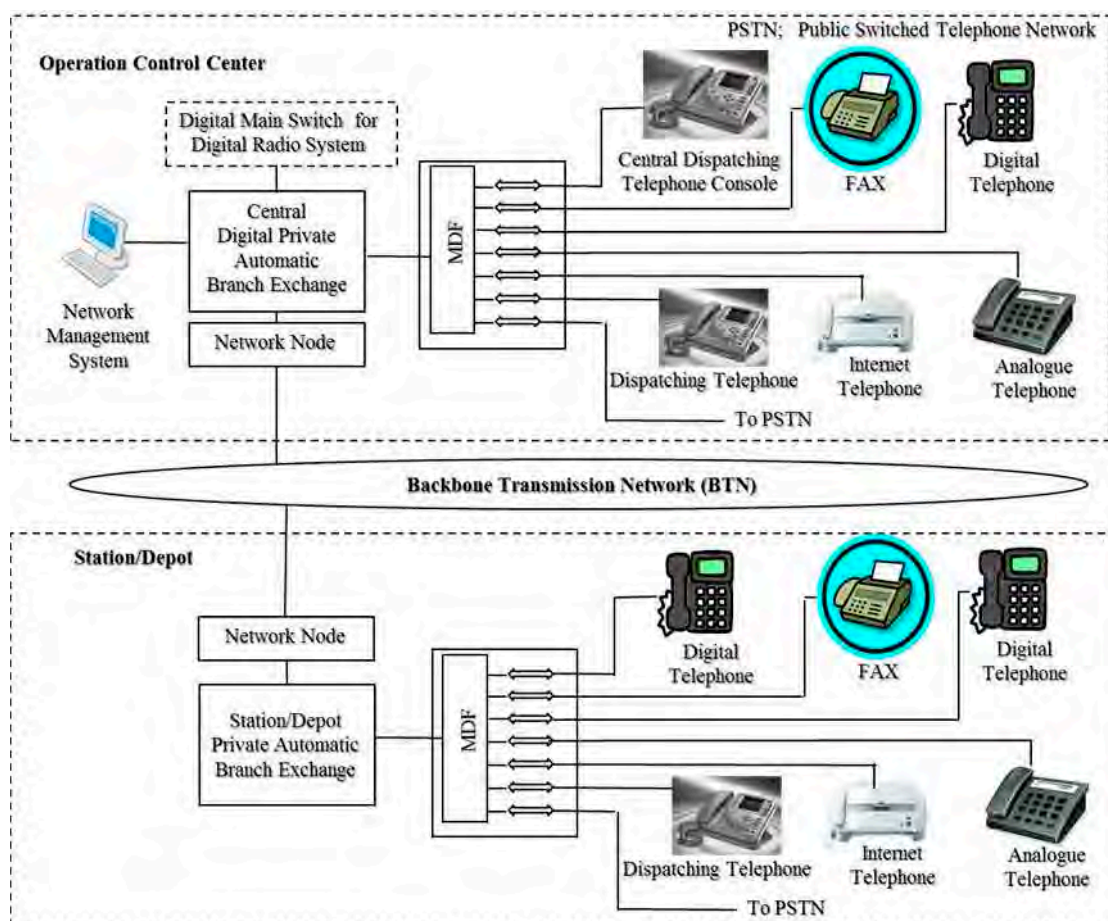 PSTN; Public Switched Telephone Network
Operation Control Center
Digital Main Switch for
Digital Radio System
Central
Digital Private
Automatic
Branch Exchange
Network Node
Network
Management
System
MDF
Central Dispatching
Telephone Console
FAX
Digital
Telephone
Dispatching Telephone
Internet
Telephone
Analogue
Telephone
To PSTN
Backbone Transmission Network (BTN)
Station/Depot
Network Node
Station/Depot
Private Automatic
Branch Exchange
MDF
Digital
Telephone
FAX
Digital
Telephone
Dispatching Telephone
Internet
Telephone
Analogue
Telephone
To PSTN